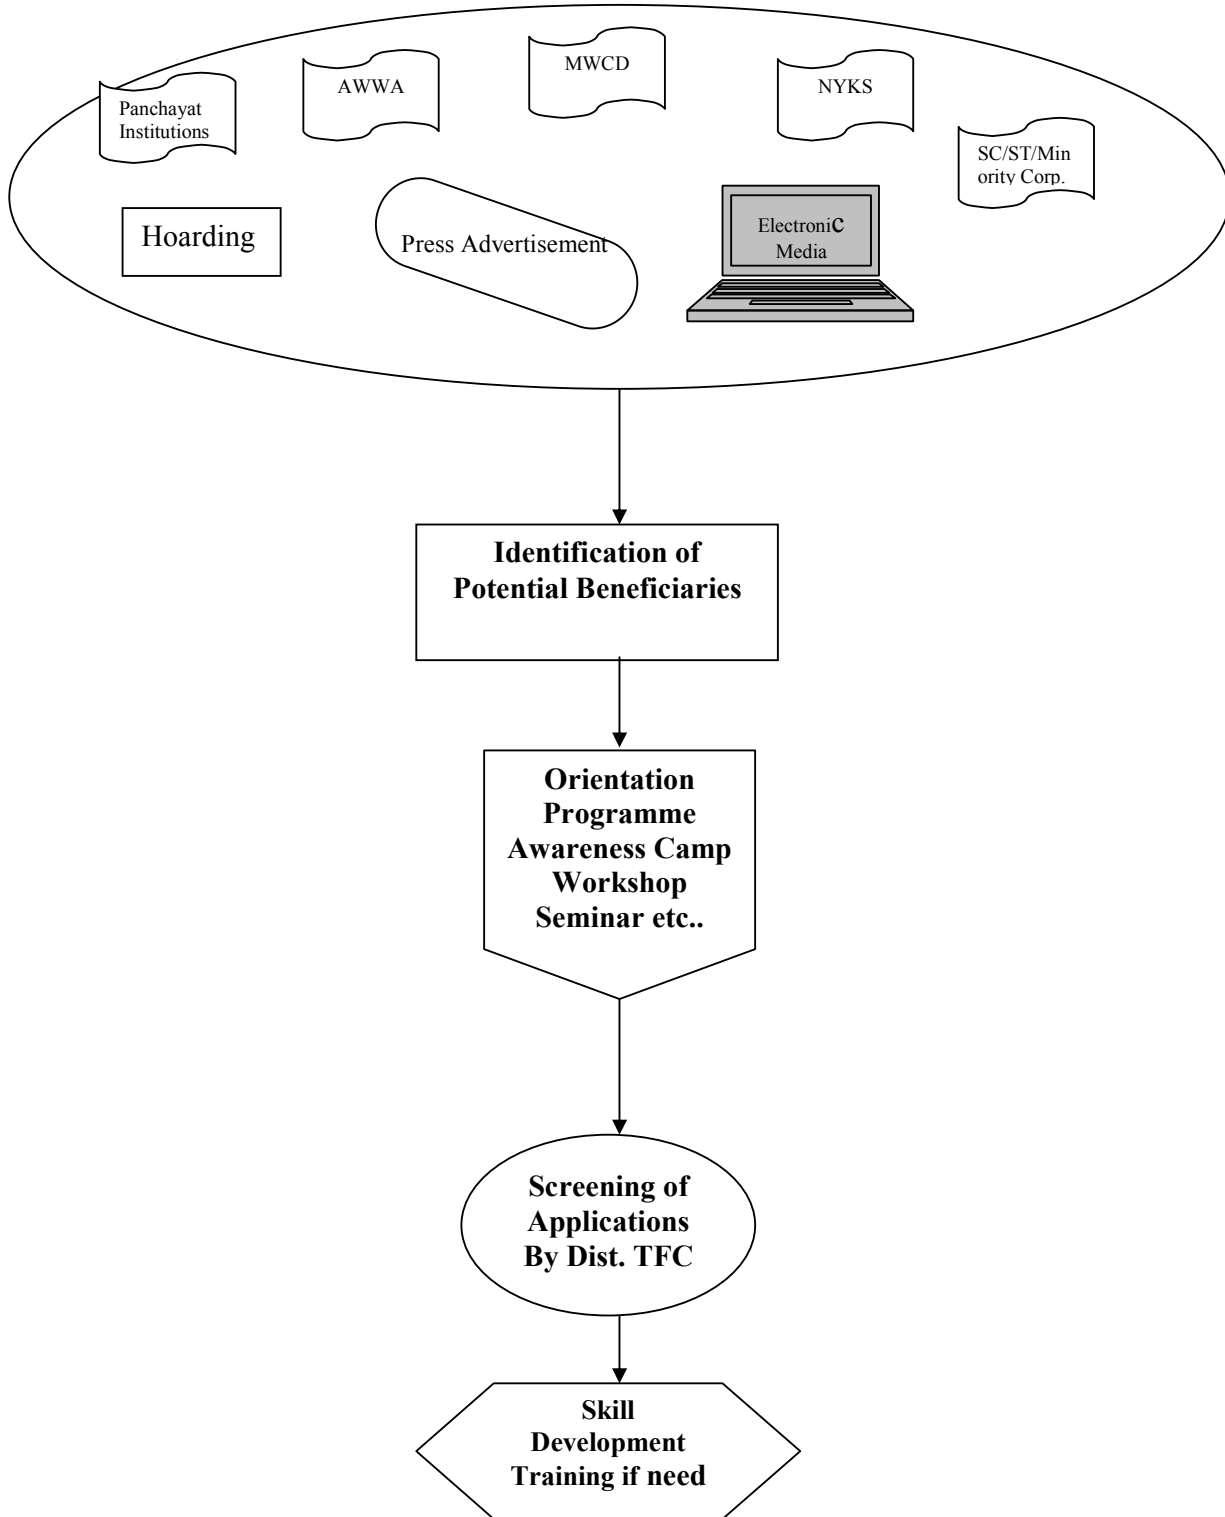 MWCD
AWWA
NYKS
Panchayat
Institutions
SC/ST/Min
ority Corp.
Hoarding
Press Advertisement
Electronic
Media
Identification of
Potential Beneficiaries
Orientation
Programme
Awareness Camp
Workshop
Seminar etc..
Screening of
Applications
By Dist. TFC
Skill
Development
Training if need